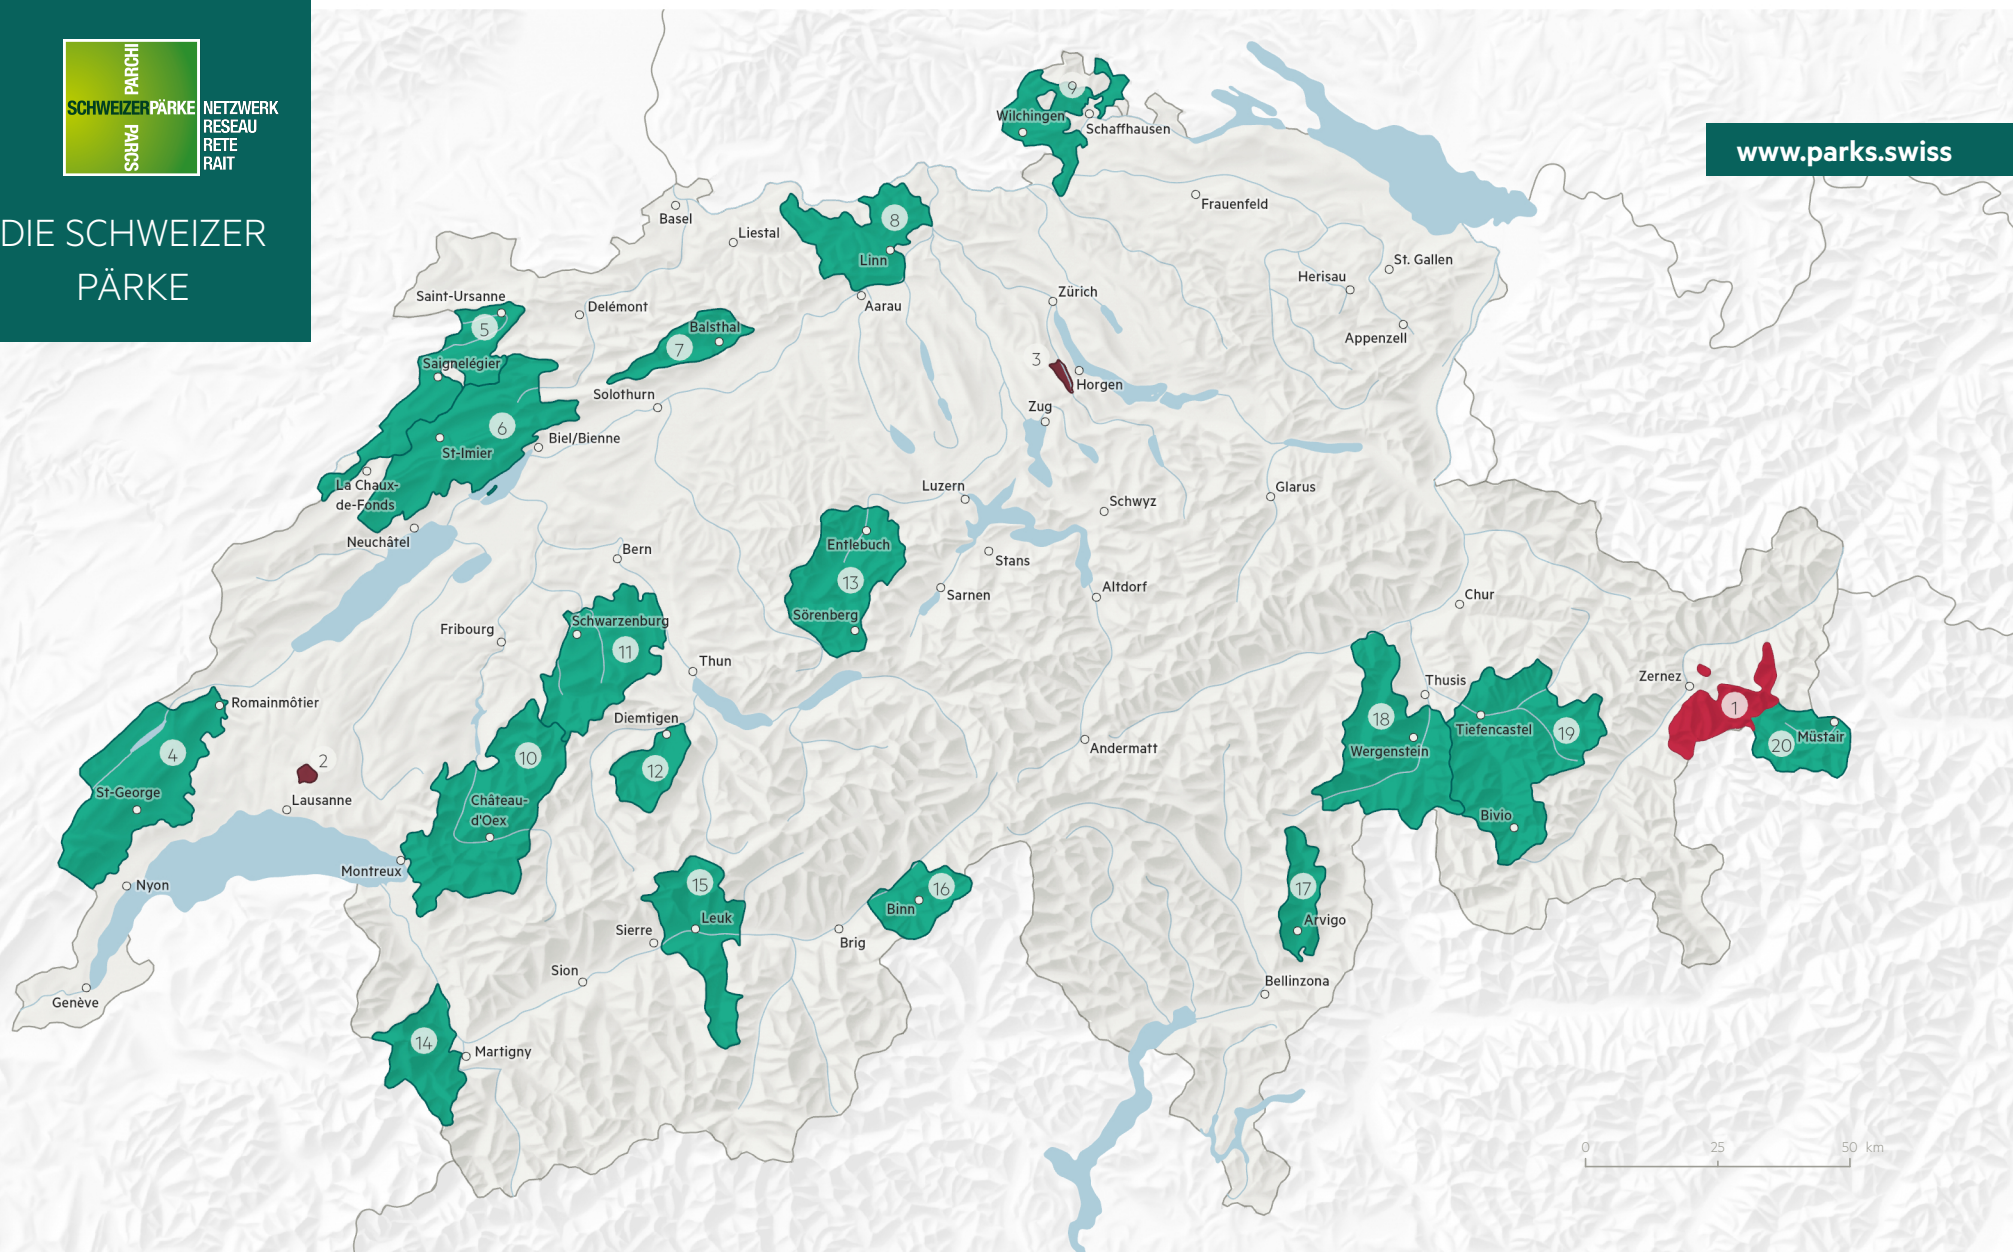 PARCHI
SCHWEIZERPÄRKE
PARCS
NETZWERK
RESEAU
RETE
RAIT
DIE SCHWEIZER
PÄRKE
www.parks.swiss
9
Wilchingen
Schaffhausen
Frauenfeld
Basel
Liestal
8
Linn
Aarau
St. Gallen
Herisau
Appenzell
Zürich
Saint-Ursanne
5
Delémont
Balsthal
7
Saignelégier
3
Horgen
Solothurn
Zug
6
Biel/Bienne
St-Imier
La Chaux-
de-Fonds
Neuchâtel
Luzern
Schwyz
Glarus
Entlebuch
13
Sörenberg
Stans
Sarnen
Altdorf
Bern
Chur
Fribourg
Schwarzenburg
11
Thun
Romainmôtier
4
St-George
2
Lausanne
Diemtigen
12
10
Château-
d'Oex
Andermatt
Thusis
18
Wergenstein
Tiefencastel
19
Bivio
Zernez
1
20
Müstair
Montreux
Nyon
Genève
15
Leuk
Sierre
Sion
16
Binn
Brig
17
Arvigo
Bellinzona
14
Martigny
0 25 50 km